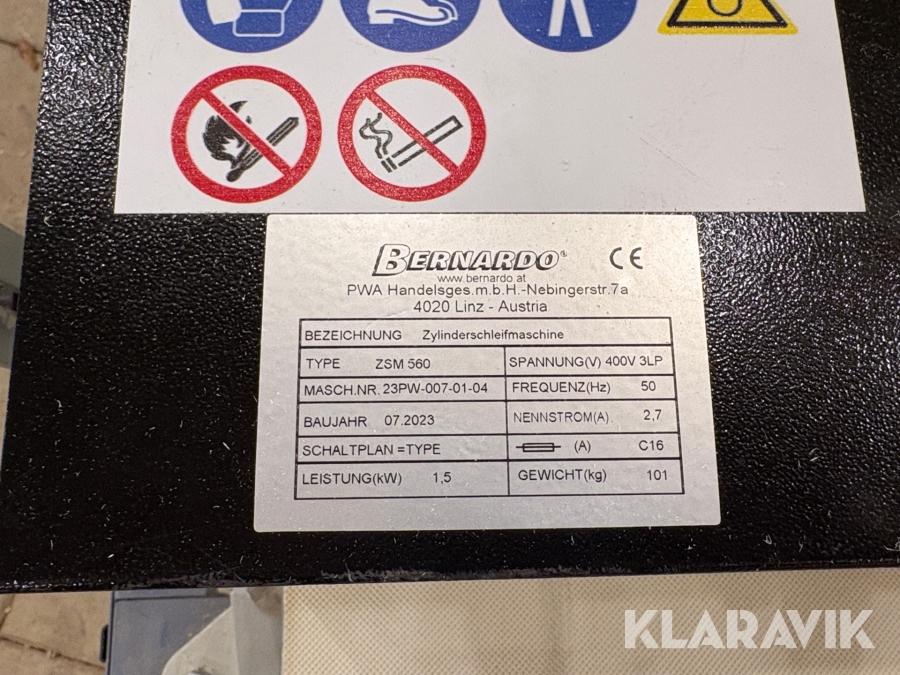 BERNARDO®
CE
www.bernardo.at
PWA Handelsges.m.b.H.-Nebingerstr.7a
4020 Linz - Austria
BEZEICHNUNG Zylinderschleifmaschine
TYPE ZSM 560 SPANNUNG(V) 400V 3LP
MASCH.NR. 23PW-007-01-04 FREQUENZ(Hz) 50
BAUJAHR 07.2023 NENNSTROM(A) 2,7
SCHALTPLAN =TYPE (A) C16
LEISTUNG(kW) 1,5 GEWICHT(kg) 101
KLARAVIK